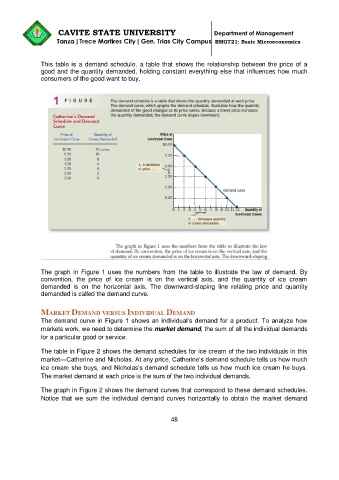 CAVITE STATE UNIVERSITY Department of Management
Tanza |Trece Martires City| Gen. Trias City Campus BMGT21: Basic Microeconomics
This table is a demand schedule, a table that shows the relationship between the price of a
good and the quantity demanded, holding constant everything else that influences how much
consumers of the good want to buy.
1 FIGURE
Catherine's Demand
Schedule and Demand
Curve
The demand schedule is a table that shows the quantity demanded at each price.
The demand curve, which graphs the demand schedule, illustrates how the quantity
demanded of the good changes as its price varies. Because a lower price increases
the quantity demanded, the demand curve slopes downward.
Price of Quantity of
Ice-Cream Cone Cones Demanded
$0.00 12 cones
0.50 10
1.00 8
1.50 6
2.00 4
2.50 2
3.00 0
Price of
Ice-Cream Cone
$3.00
2.50
1. A decrease
in price ...
Demand curve
0 1 2 3 4 5 6 7 8 9 10 11 12 Quantity of
Ice-Cream Cones
2. ... increases quantity
of cones demanded.
The graph in Figure 1 uses the numbers from the table to illustrate the law
of demand. By convention, the price of ice cream is on the vertical axis, and the
quantity of ice cream demanded is on the horizontal axis. The downward-sloping
The graph in Figure 1 uses the numbers from the table to illustrate the law of demand. By
convention, the price of ice cream is on the vertical axis, and the quantity of ice cream
demanded is on the horizontal axis. The downward-sloping line relating price and quantity
demanded is called the demand curve.
MARKET DEMAND VERSUS INDIVIDUAL DEMAND
The demand curve in Figure 1 shows an individual's demand for a product. To analyze how
markets work, we need to determine the market demand, the sum of all the individual demands
for a particular good or service.
The table in Figure 2 shows the demand schedules for ice cream of the two individuals in this
market—Catherine and Nicholas. At any price, Catherine's demand schedule tells us how much
ice cream she buys, and Nicholas's demand schedule tells us how much ice cream he buys.
The market demand at each price is the sum of the two individual demands.
The graph in Figure 2 shows the demand curves that correspond to these demand schedules.
Notice that we sum the individual demand curves horizontally to obtain the market demand
48